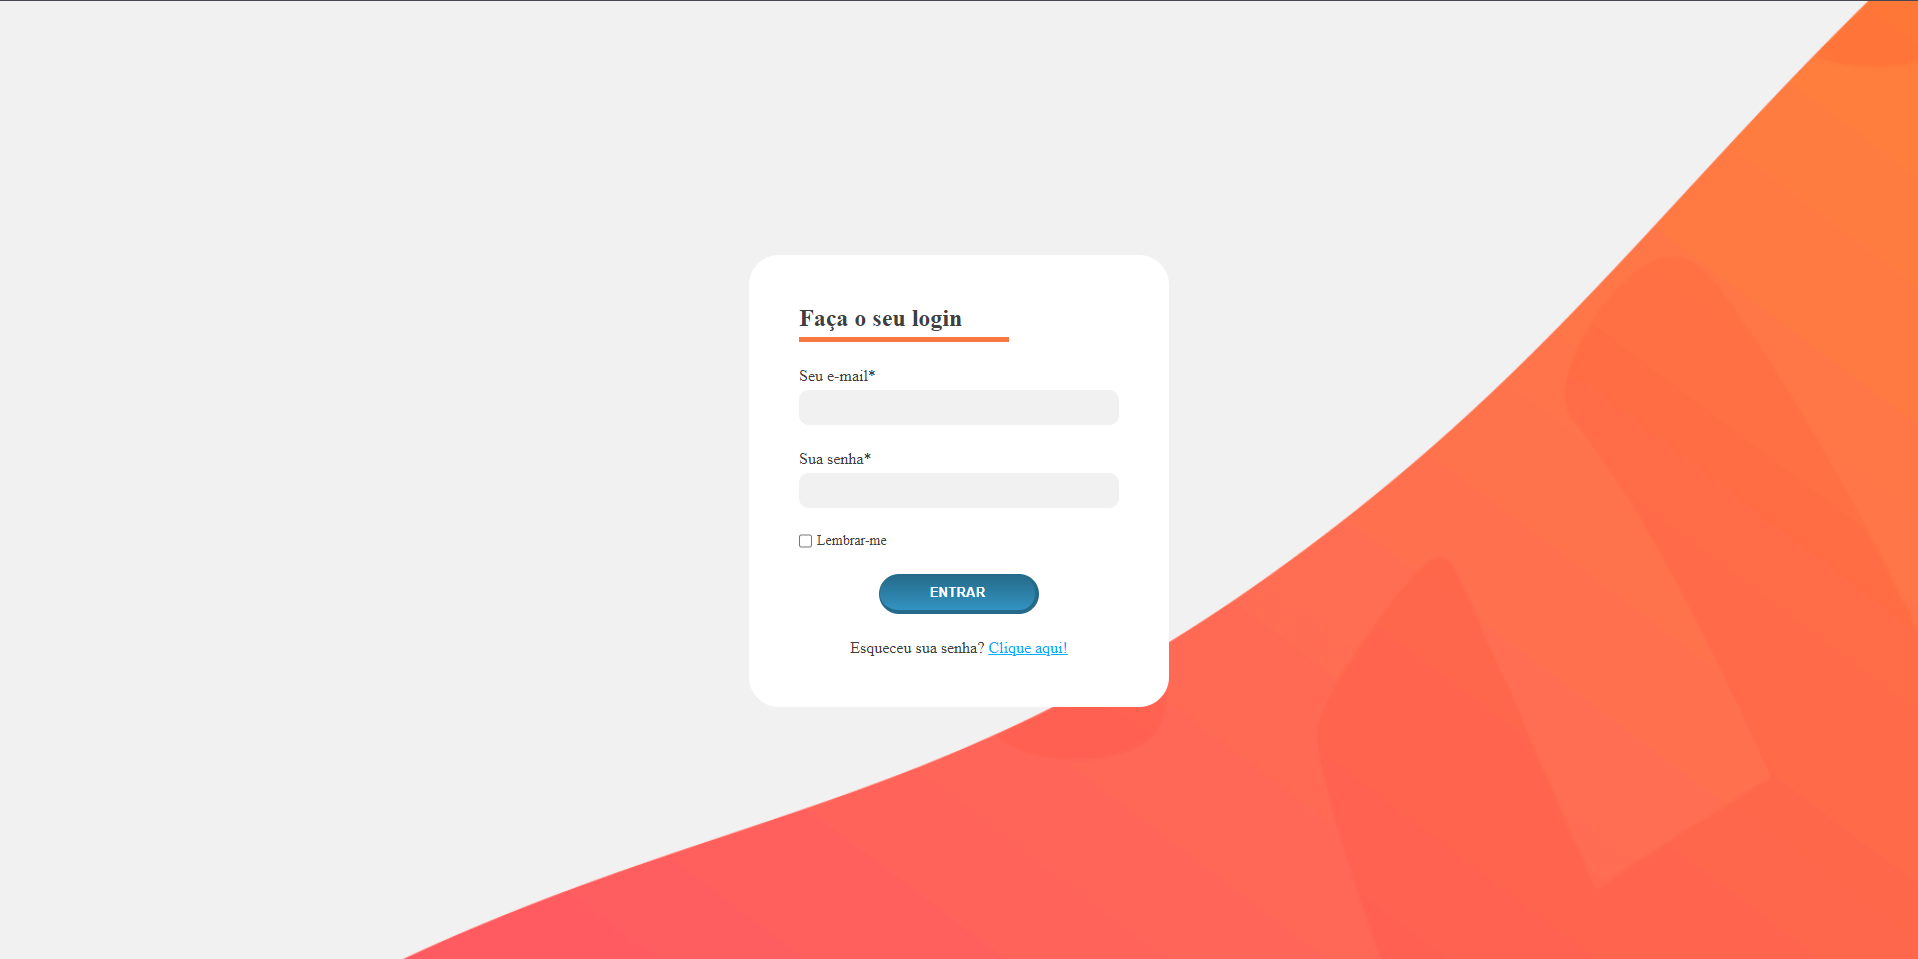 Faça o seu login
Seu e-mail*
Sua senha*
Lembrar-me
ENTRAR
Esqueceu sua senha? Clique aqui!